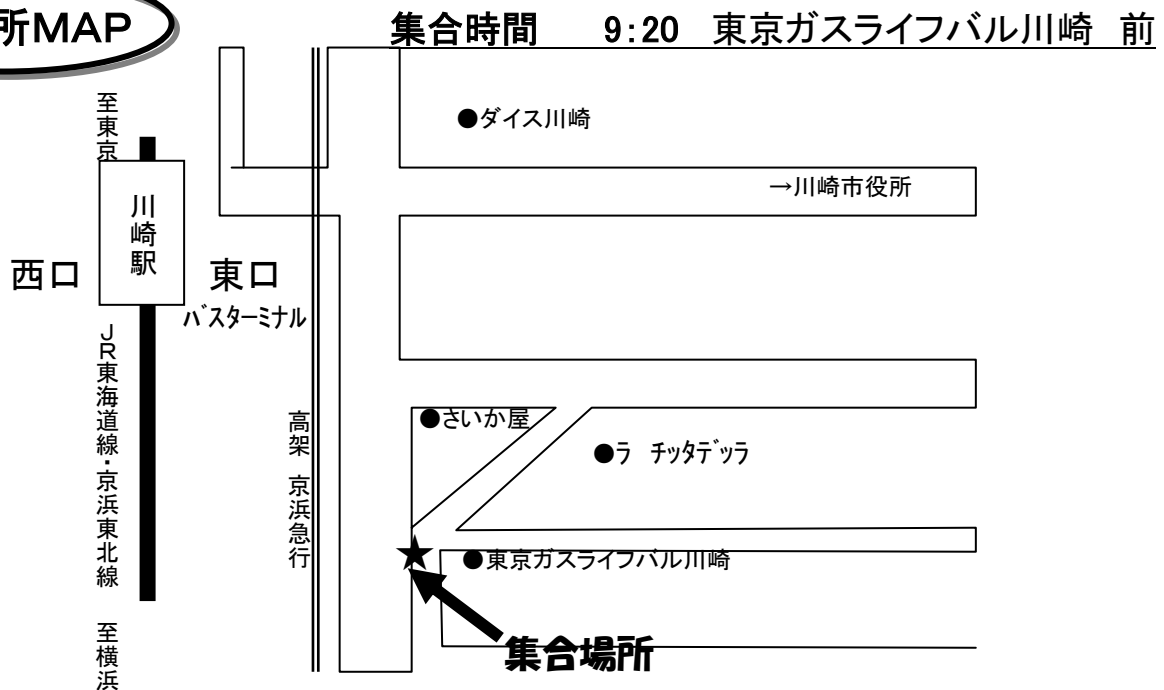 所MAP
集合時間 9:20 東京ガスライフバル川崎 前
至東京
●ダイス川崎
→川崎市役所
川崎駅
西口
東口
ﾊﾞｽﾀｰﾐﾅﾙ
JR東海道線・京浜東北線
高架 京浜急行
●さいか屋
●ラ ﾁｯﾀﾃﾞｯﾗ
★
●東京ガスライフバル川崎
集合場所
至横浜